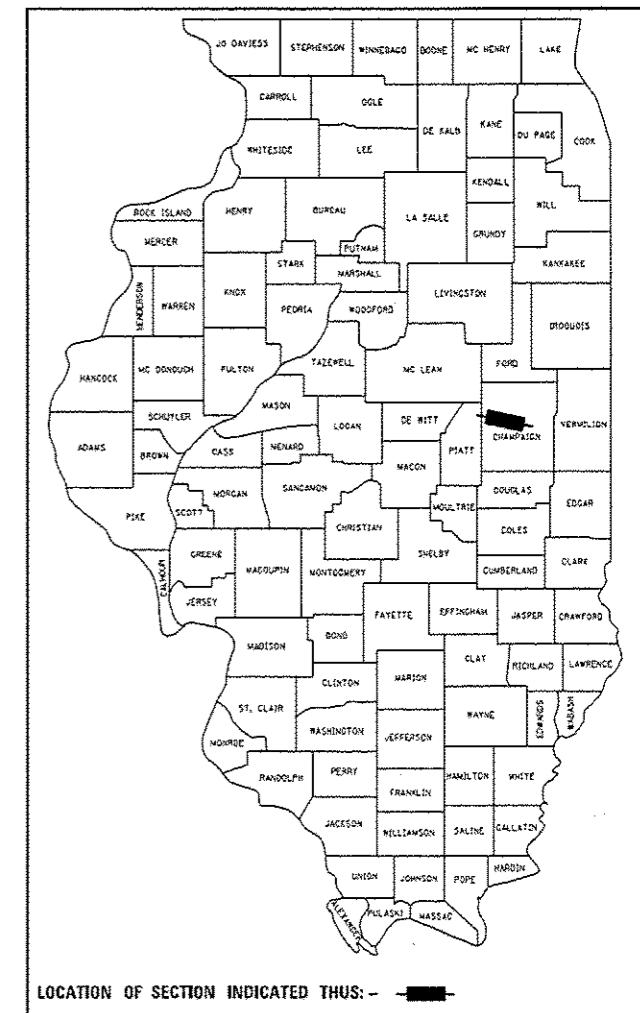 JO DAVIESS STEPHENSON WINNEBAGO BOONE MC HENRY LAKE
CARROLL OGLE DE KALB KANE DU PAGE COOK
WHITESIDE LEE KENDALL WILL
ROCK ISLAND HENRY BUREAU LA SALLE GRUNDY
MERCER PUTNAM KANKAKEE
STARK MARSHALL
HENDERSON WARREN KNOX PEORIA WOODFORD LIVINGSTON IROQUOIS
HANCOCK MC DONOUGH FULTON TAZEWELL MC LEAN FORD
SCHUYLER MASON LOGAN DE WITT CHAMPAIGN VERMILION
ADAMS BROWN CASS MENARD MACON PIATT
PIKE SCOTT MORGAN SANGAMON CHRISTIAN MOULTRIE DOUGLAS EDGAR
COLES
CALHOUN GREENE MACOUPIN MONTGOMERY SHELBY CUMBERLAND CLARK
JERSEY FAYETTE EFFINGHAM JASPER CRAWFORD
MADISON BOND CLAY RICHLAND LAWRENCE
CLINTON MARION
ST. CLAIR WASHINGTON JEFFERSON WAYNE EDWARDS WABASH
MONROE
RANDOLPH PERRY FRANKLIN HAMILTON WHITE
JACKSON WILLIAMSON SALINE GALLATIN
UNION JOHNSON POPE HARDIN
ALEXANDER PULASKI MASSAC
LOCATION OF SECTION INDICATED THUS: -